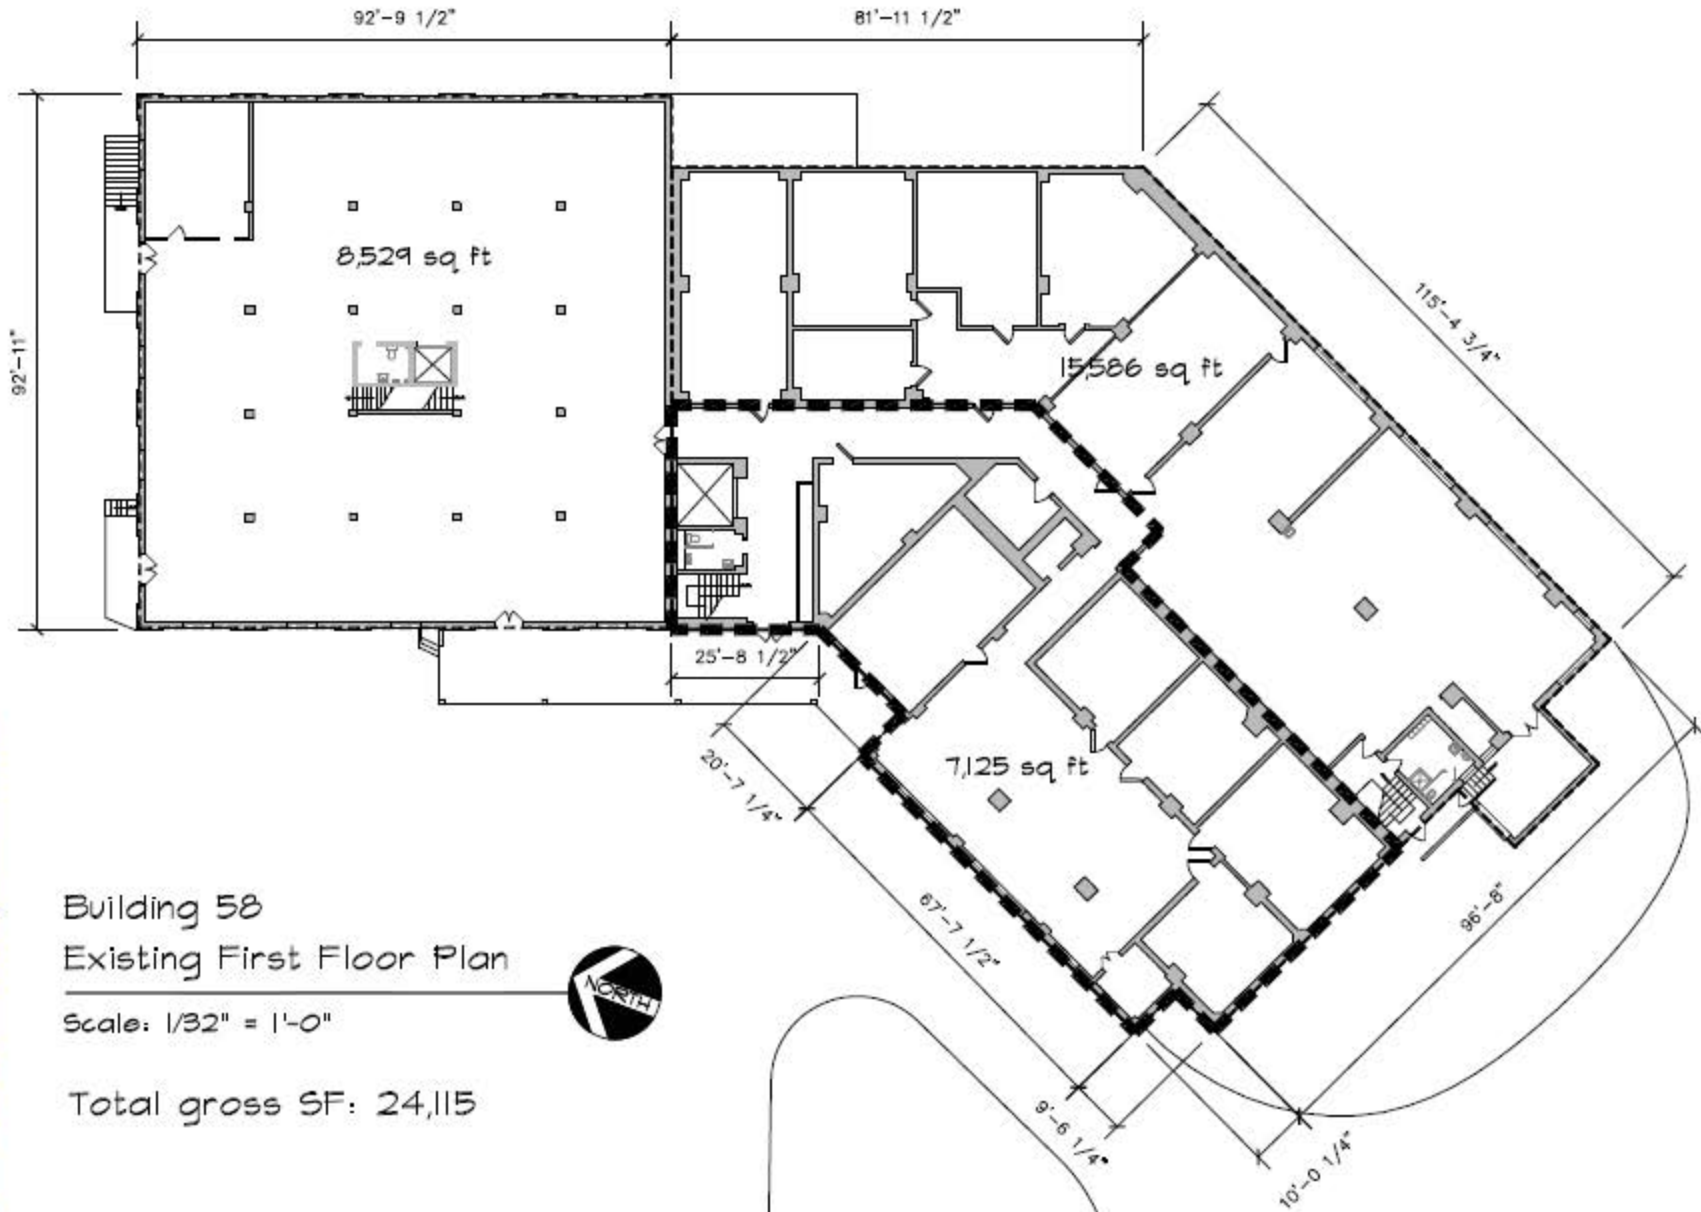 92'-9 1/2"
81'-11 1/2"
92'-11"
115'-4 3/4"
8,529 sq ft
15,586 sq ft
25'-8 1/2"
20'-7 1/4"
7,125 sq ft
67'-7 1/2"
96'-8"
9'-6 1/4"
10'-0 1/4"
Building 58
Existing First Floor Plan
NORTH
Scale: 1/32" = 1'-0"
Total gross SF: 24,115